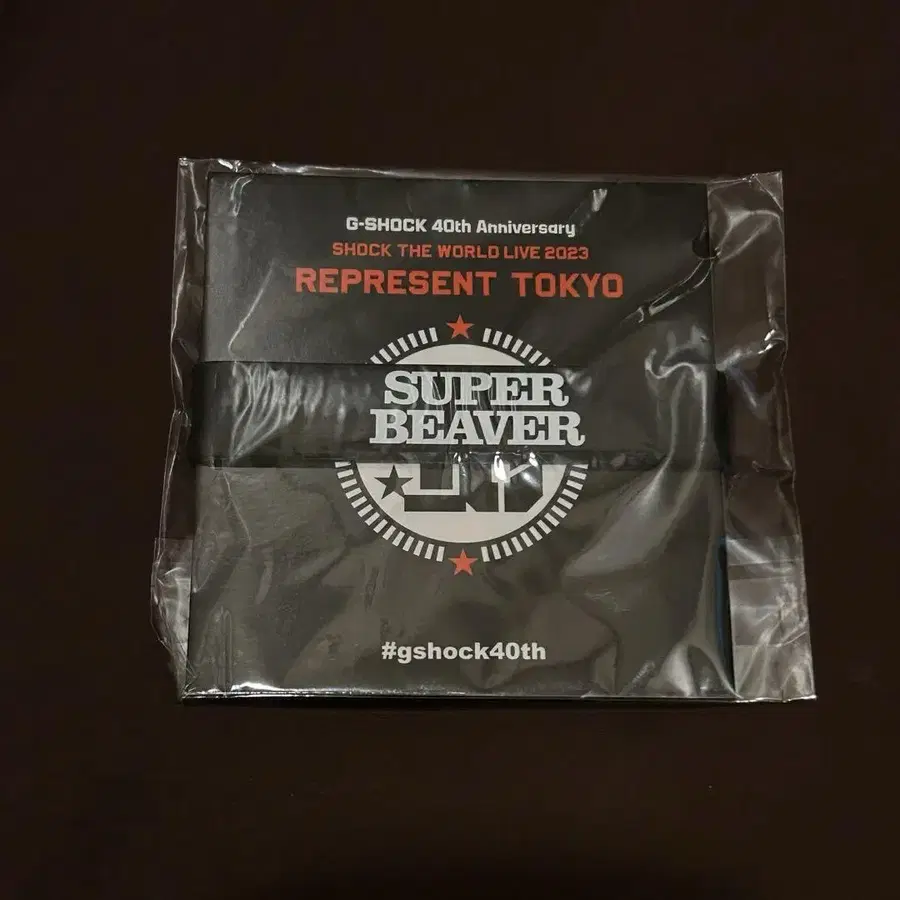 G-SHOCK 40th Anniversary
SHOCK THE WORLD LIVE 2023
REPRESENT TOKYO
SUPER
BEAVER
#gshock40th